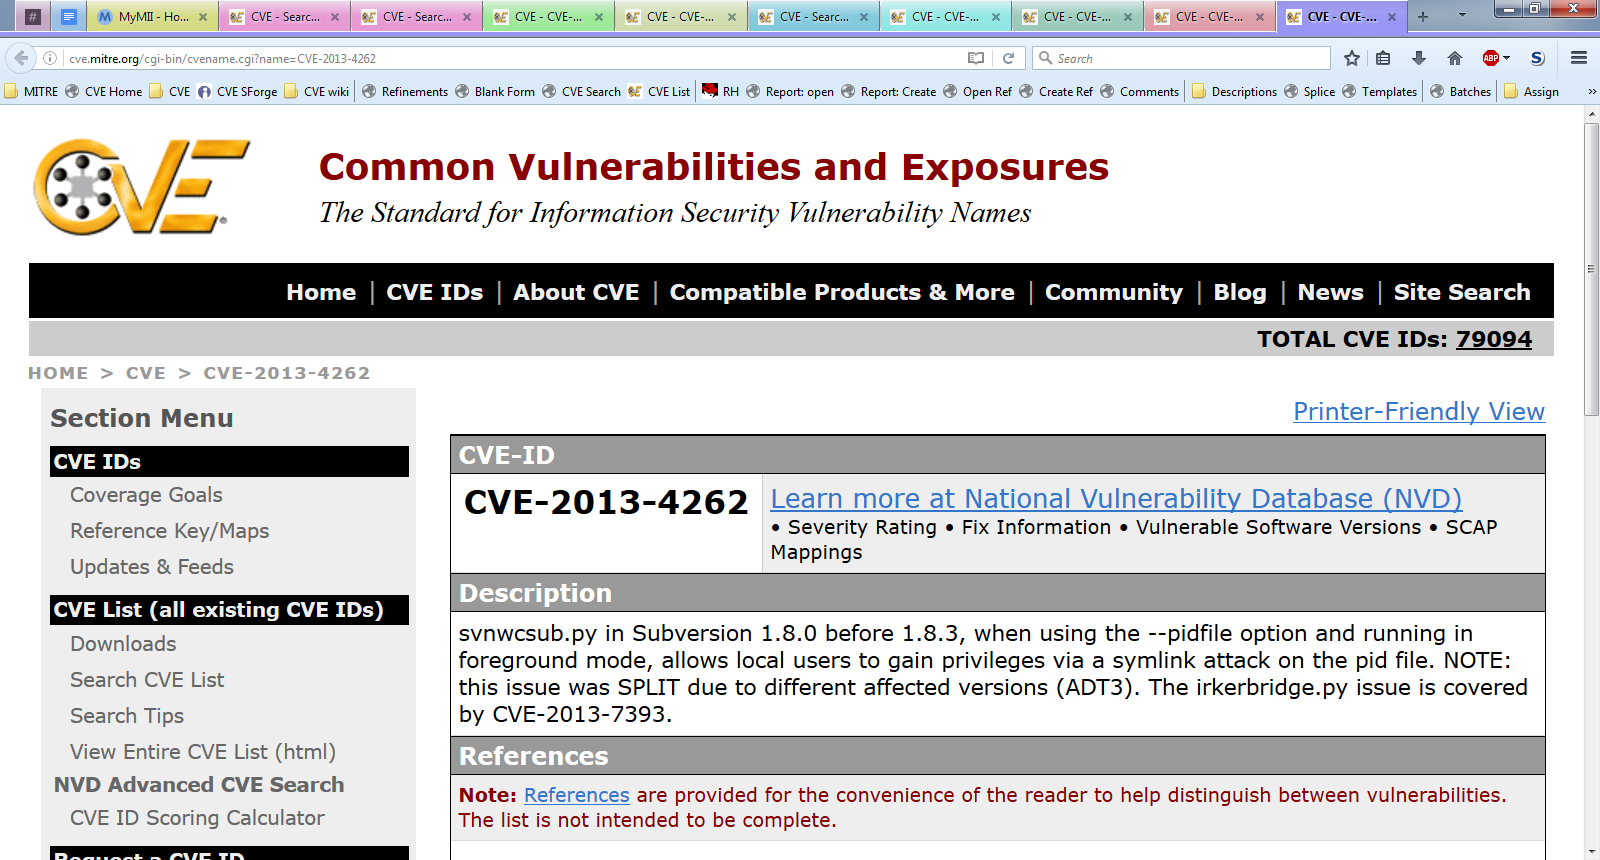 MyMII - Ho...
CVE - Searc...
CVE - Searc...
CVE - CVE-...
CVE - CVE-...
CVE - Searc...
CVE - CVE-...
CVE - CVE-...
CVE - CVE-...
CVE - CVE-...
cve.mitre.org/cgi-bin/cvename.cgi?name=CVE-2013-4262
Search
ABP
S
MITRE CVE Home CVE CVE SForge CVE wiki Refinements Blank Form CVE Search CVE List RH Report: open Report: Create Open Ref Create Ref Comments Descriptions Splice Templates Batches Assign »
CVE
Common Vulnerabilities and Exposures
The Standard for Information Security Vulnerability Names
Home | CVE IDs | About CVE | Compatible Products & More | Community | Blog | News | Site Search
TOTAL CVE IDs: 79094
HOME > CVE > CVE-2013-4262
Section Menu
CVE IDs
Coverage Goals
Reference Key/Maps
Updates & Feeds
CVE List (all existing CVE IDs)
Downloads
Search CVE List
Search Tips
View Entire CVE List (html)
NVD Advanced CVE Search
CVE ID Scoring Calculator
Request a CVE ID
Printer-Friendly View
CVE-ID
CVE-2013-4262
Learn more at National Vulnerability Database (NVD)
• Severity Rating • Fix Information • Vulnerable Software Versions • SCAP
Mappings
Description
svnwcsub.py in Subversion 1.8.0 before 1.8.3, when using the --pidfile option and running in
foreground mode, allows local users to gain privileges via a symlink attack on the pid file. NOTE:
this issue was SPLIT due to different affected versions (ADT3). The irkerbridge.py issue is covered
by CVE-2013-7393.
References
Note: References are provided for the convenience of the reader to help distinguish between vulnerabilities.
The list is not intended to be complete.